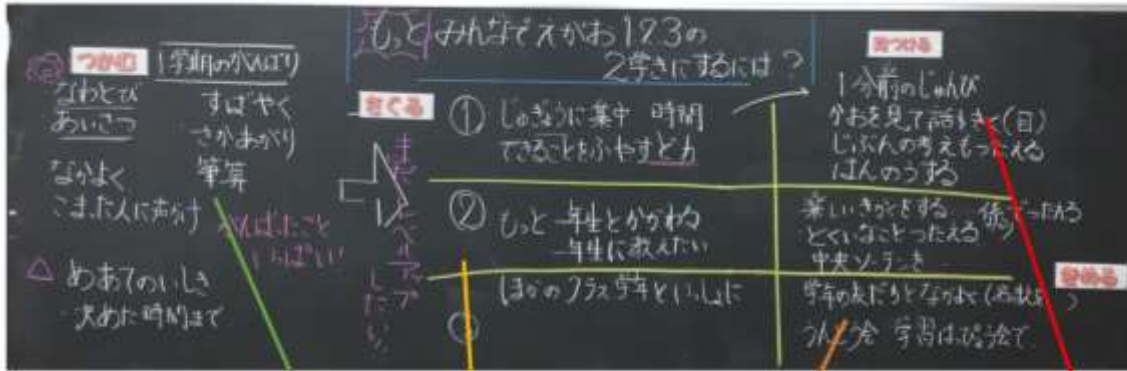 もっと みんなでえがお123の
2学きにするには？
つかむ
1学期のがんばり
なわとび
あいさつ
なかよく
こまった人に声かけ
すばやく
さかあがり
筆算
がんばったこと
いっぱい
△ めあてのいしき
決めた時間まで
さぐる
① じゅぎょうに集中 時間
できることをふやすどカ
② もっと 一年生とかかわる
一年生に教えたい
③
ほかのクラス 学年といっしょに
見つける
1分前のじゅんび
かおを見て話をきく(目)
じぶんの考えもつたえる
はんのうする
楽しいきかくをする
とくいなことつたえる
中央ソーランを
学年の友だちとなかよく
うんどう会 学習はっぴょう会で
きめる